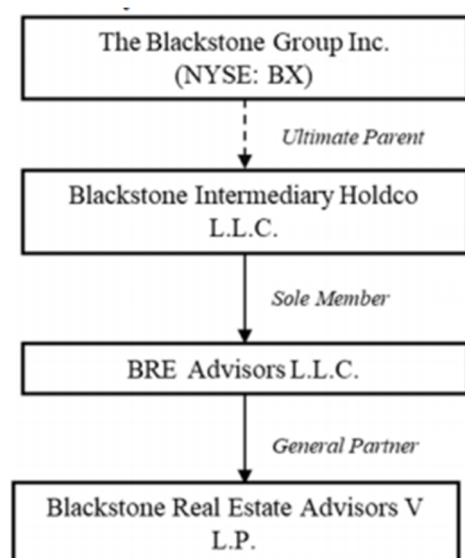 The Blackstone Group Inc.
(NYSE: BX)
Ultimate Parent
Blackstone Intermediary Holdco
L.L.C.
Sole Member
BRE Advisors L.L.C.
General Partner
Blackstone Real Estate Advisors V
L.P.